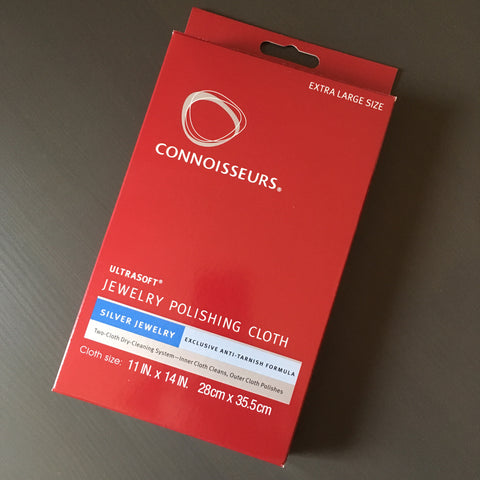 EXTRA LARGE SIZE
CONNOISSEURS®
ULTRASOFT®
JEWELRY POLISHING CLOTH
SILVER JEWELRY EXCLUSIVE ANTI-TARNISH FORMULA
Two-Cloth Dry-Cleaning System—Inner Cloth Cleans, Outer Cloth Polishes
Cloth size: 11 IN. x 14 IN. 28cm x 35.5cm